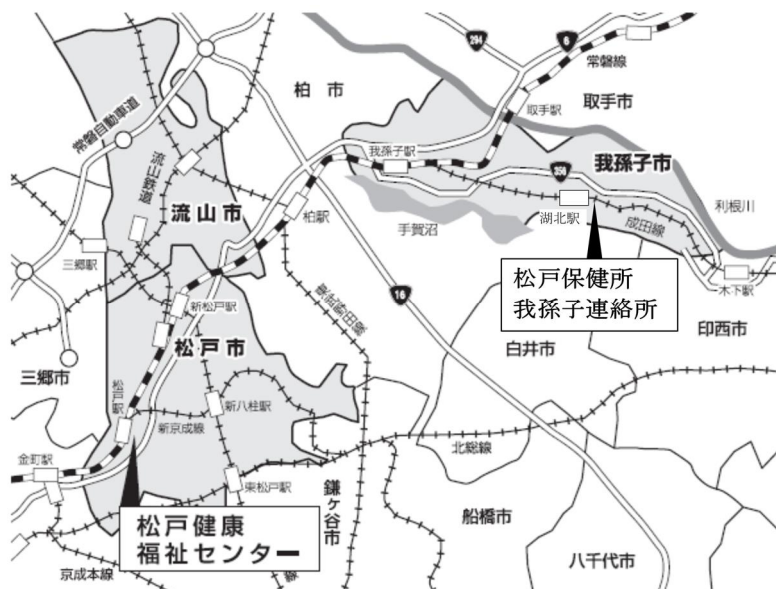 294
6
常磐線
柏市
取手市
取手駅
常磐自動車道
我孫子駅
我孫子市
流山鉄道
356
流山市
柏駅
湖北駅
利根川
手賀沼
成田線
三郷駅
松戸保健所
我孫子連絡所
木下駅
新松戸駅
東武野田線
16
印西市
松戸市
白井市
三郷市
松戸駅
新八柱駅
新京成線
北総線
金町駅
東松戸駅
鎌ヶ谷市
船橋市
松戸健康
福祉センター
八千代市
京成本線
線